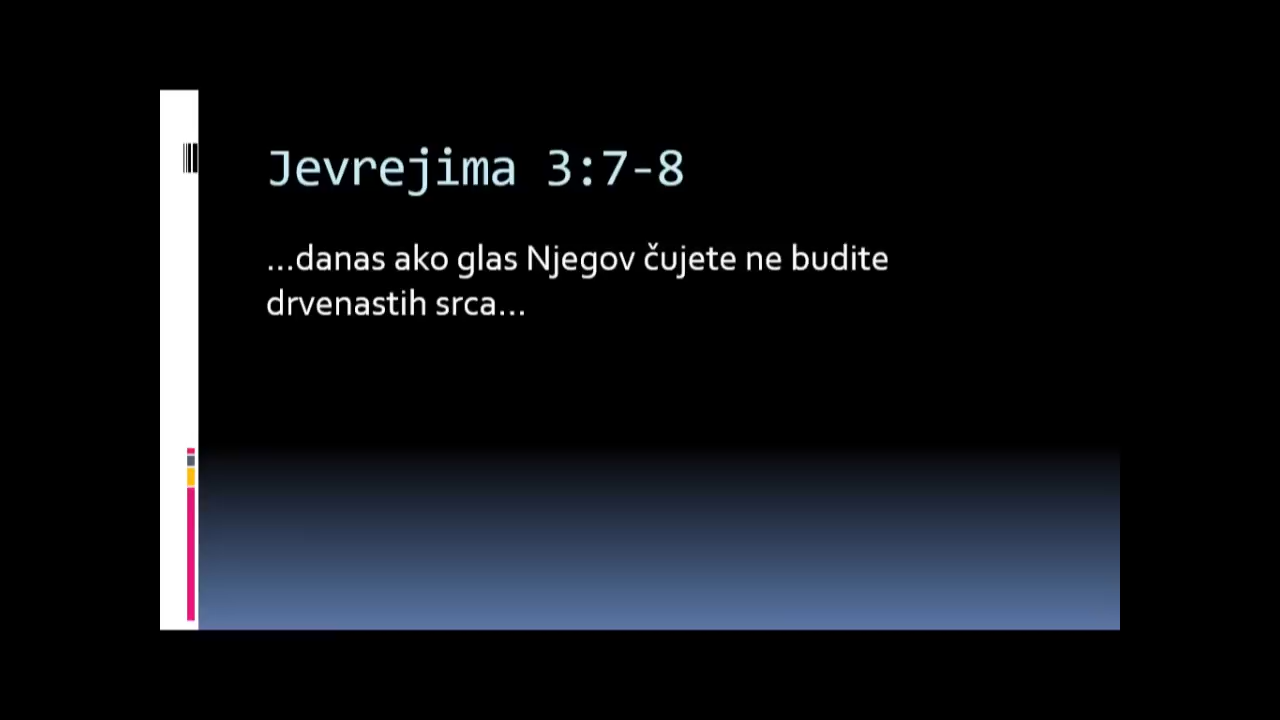 Jevrejima 3:7-8
...danas ako glas Njegov čujete ne budite
drvenastih srca...